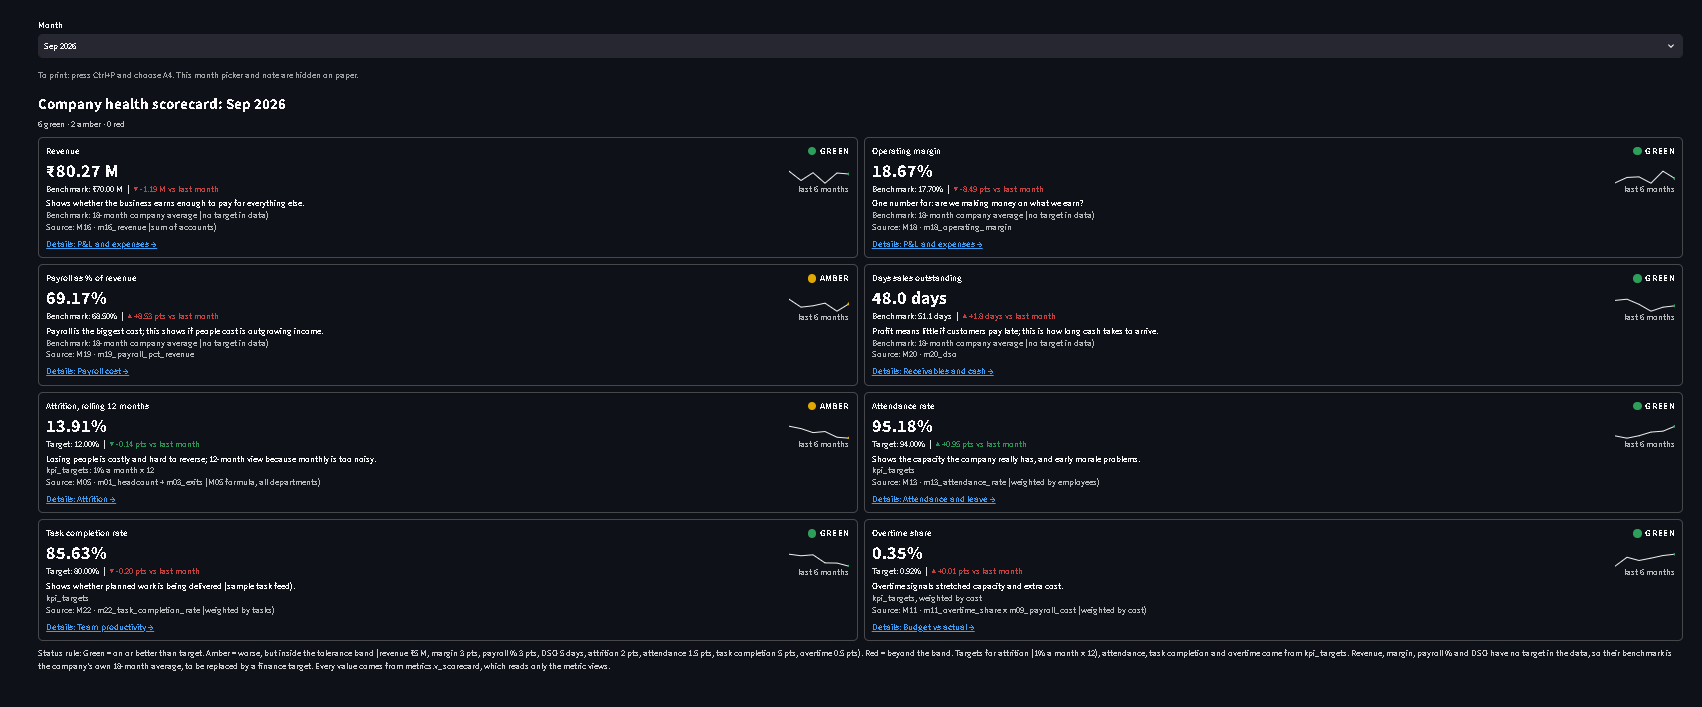 Month
Sep 2026
To print: press Ctrl+P and choose A4. This month picker and note are hidden on paper.
Company health scorecard: Sep 2026
6 green · 2 amber · 0 red
Revenue
GREEN
₹80.27 M
Benchmark: ₹70.00 M | ▼ -1.19 M vs last month
last 6 months
Shows whether the business earns enough to pay for everything else.
Benchmark: 18-month company average (no target in data)
Source: M16 · m16_revenue (sum of accounts)
Details: P&L and expenses →
Operating margin
GREEN
18.67%
Benchmark: 17.70% | ▼ -8.49 pts vs last month
last 6 months
One number for: are we making money on what we earn?
Benchmark: 18-month company average (no target in data)
Source: M18 · m18_operating_margin
Details: P&L and expenses →
Payroll as % of revenue
AMBER
69.17%
Benchmark: 68.50% | ▲ +8.53 pts vs last month
last 6 months
Payroll is the biggest cost; this shows if people cost is outgrowing income.
Benchmark: 18-month company average (no target in data)
Source: M19 · m19_payroll_pct_revenue
Details: Payroll cost →
Days sales outstanding
GREEN
48.0 days
Benchmark: 51.1 days | ▲ +1.8 days vs last month
last 6 months
Profit means little if customers pay late; this is how long cash takes to arrive.
Benchmark: 18-month company average (no target in data)
Source: M20 · m20_dso
Details: Receivables and cash →
Attrition, rolling 12 months
AMBER
13.91%
Target: 12.00% | ▼ -0.14 pts vs last month
last 6 months
Losing people is costly and hard to reverse; 12-month view because monthly is too noisy.
kpi_targets: 1% a month x 12
Source: M05 · m01_headcount + m03_exits (M05 formula, all departments)
Details: Attrition →
Attendance rate
GREEN
95.18%
Target: 94.00% | ▲ +0.95 pts vs last month
last 6 months
Shows the capacity the company really has, and early morale problems.
kpi_targets
Source: M13 · m13_attendance_rate (weighted by employees)
Details: Attendance and leave →
Task completion rate
GREEN
85.63%
Target: 80.00% | ▼ -0.20 pts vs last month
last 6 months
Shows whether planned work is being delivered (sample task feed).
kpi_targets
Source: M22 · m22_task_completion_rate (weighted by tasks)
Details: Team productivity →
Overtime share
GREEN
0.35%
Target: 0.92% | ▲ +0.01 pts vs last month
last 6 months
Overtime signals stretched capacity and extra cost.
kpi_targets, weighted by cost
Source: M11 · m11_overtime_share x m09_payroll_cost (weighted by cost)
Details: Budget vs actual →
Status rule: Green = on or better than target. Amber = worse, but inside the tolerance band (revenue ₹5 M, margin 3 pts, payroll % 3 pts, DSO 5 days, attrition 2 pts, attendance 1.5 pts, task completion 5 pts, overtime 0.5 pts). Red = beyond the band. Targets for attrition (1% a month x 12), attendance, task completion and overtime come from kpi_targets. Revenue, margin, payroll % and DSO have no target in the data, so their benchmark is
the company's own 18-month average, to be replaced by a finance target. Every value comes from metrics.v_scorecard, which reads only the metric views.